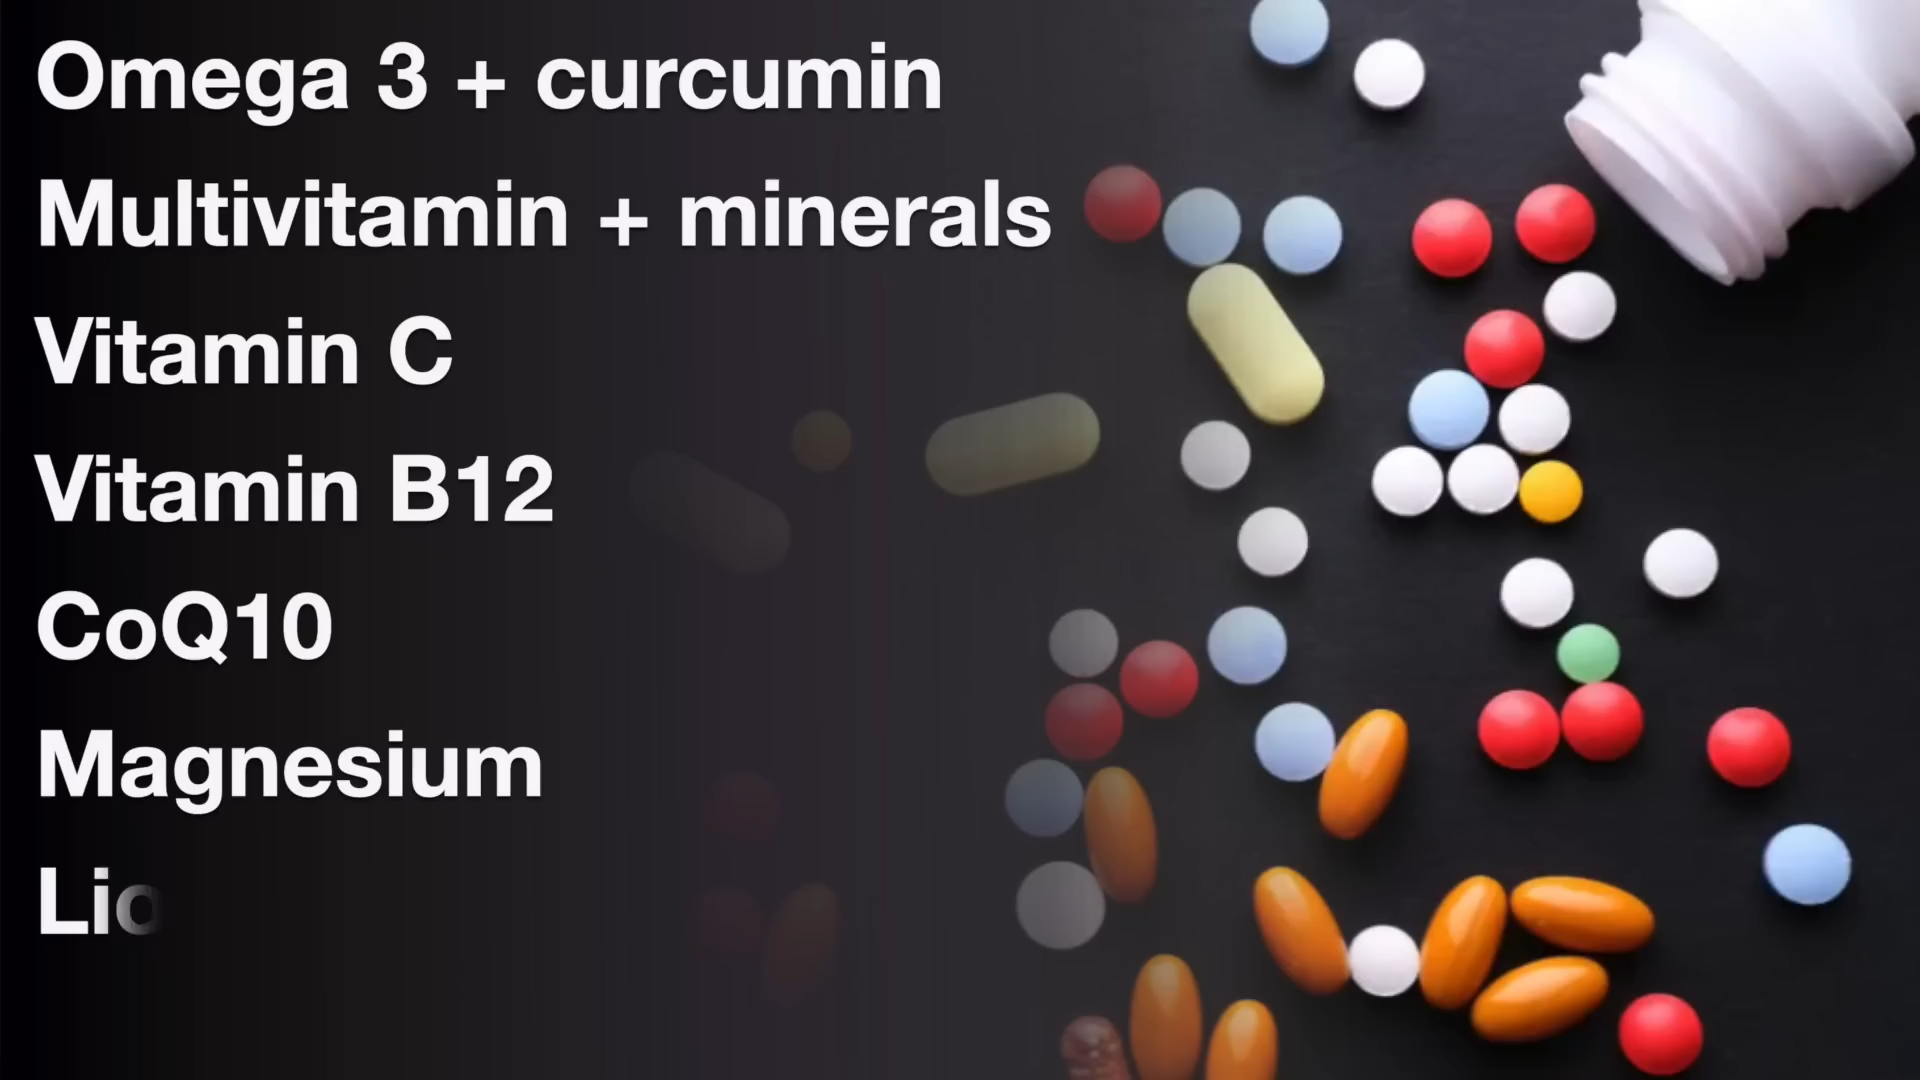 Omega 3 + curcumin
Multivitamin + minerals
Vitamin C
Vitamin B12
CoQ10
Magnesium